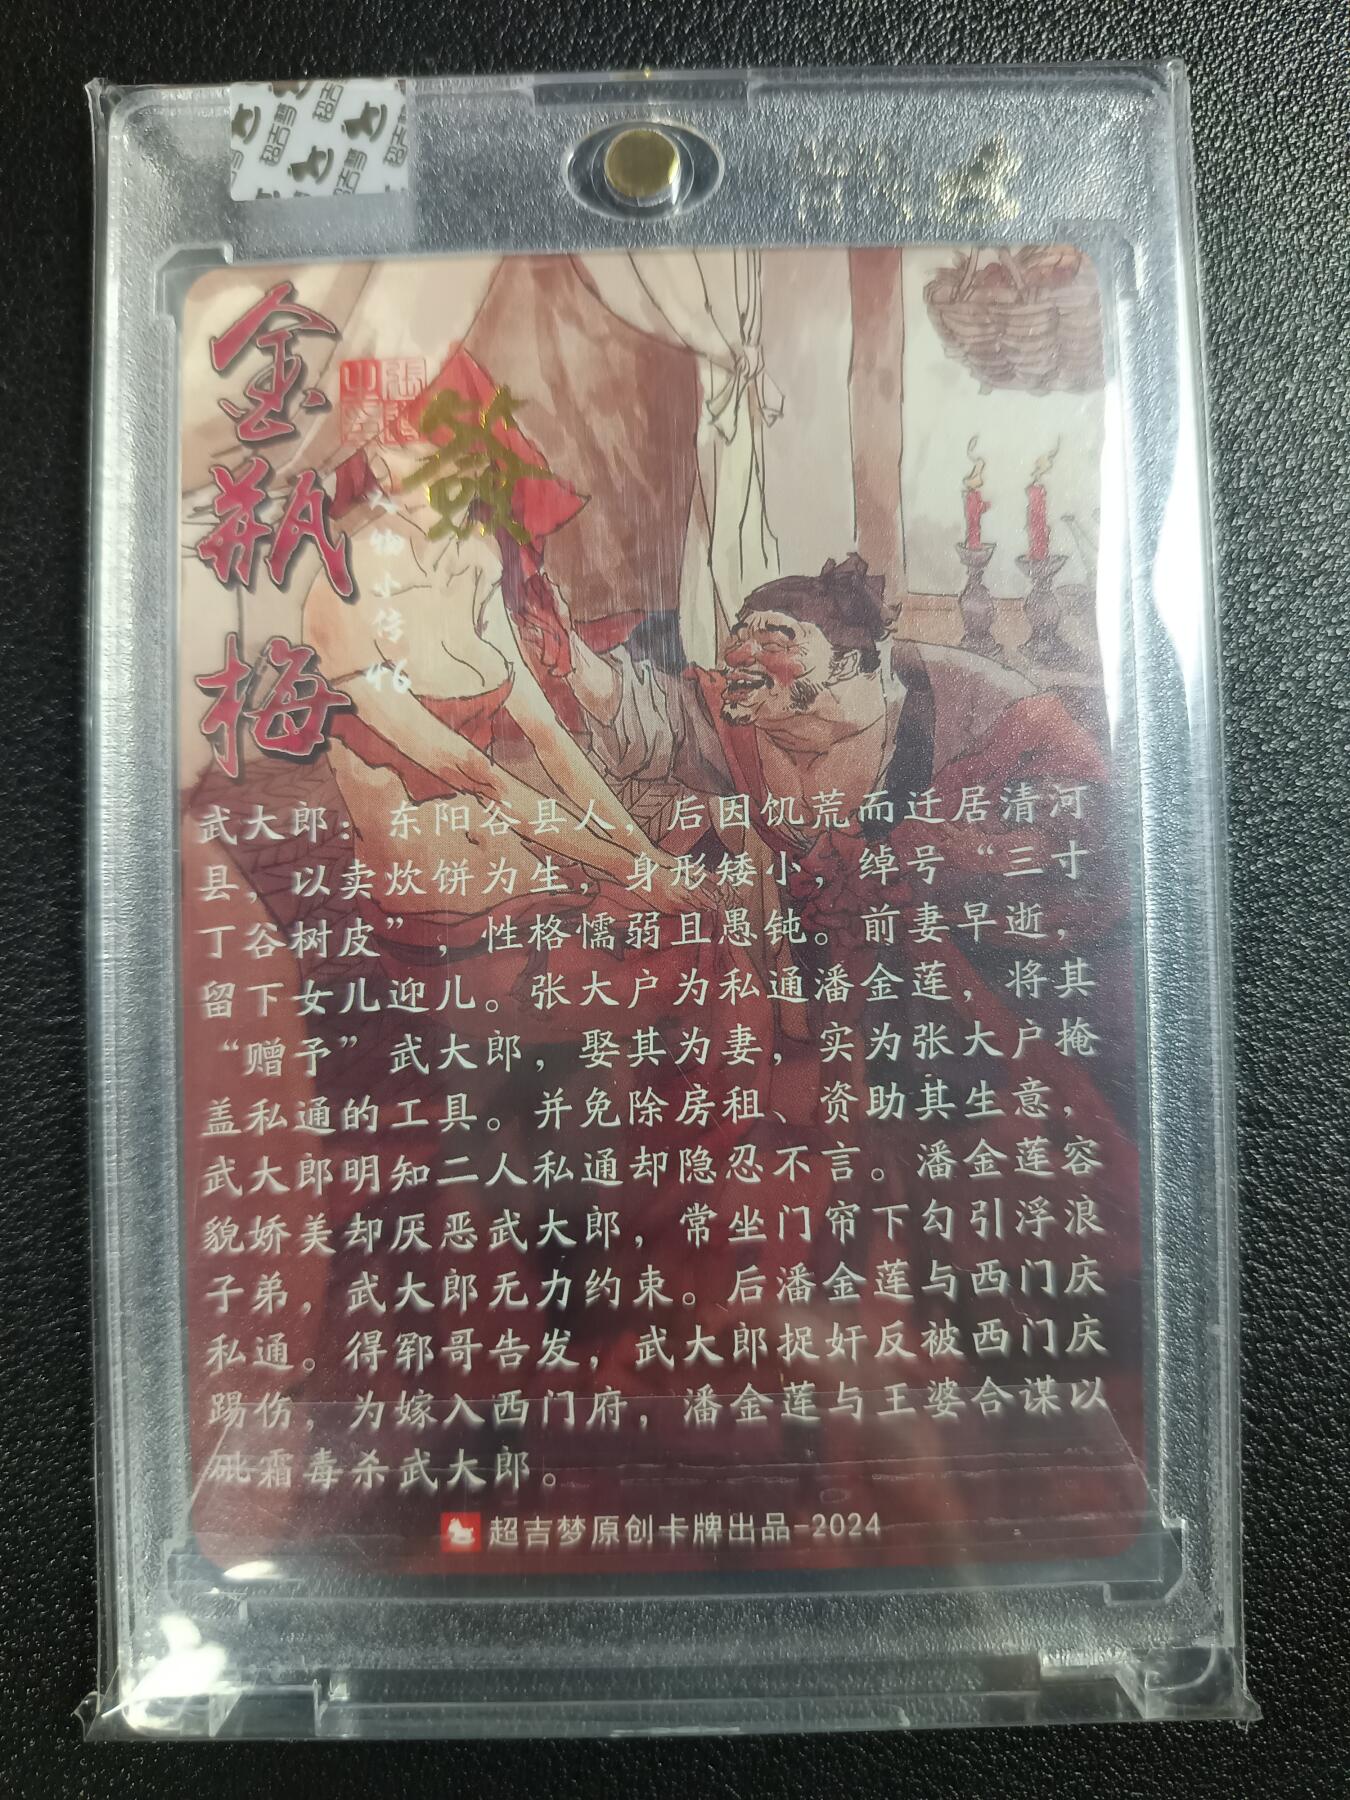 超吉梦
超吉梦
超吉梦
金瓶梅
發
人物小传
46
武大郎：东阳谷县人，后因饥荒而迁居清河
县，以卖炊饼为生，身形矮小，绰号“三寸
丁谷树皮”，性格懦弱且愚钝。前妻早逝，
留下女儿迎儿。张大户为私通潘金莲，将其
“赠予”武大郎，娶其为妻，实为张大户掩
盖私通的工具。并免除房租、资助其生意，
武大郎明知二人私通却隐忍不言。潘金莲容
貌娇美却厌恶武大郎，常坐门帘下勾引浮浪
子弟，武大郎无力约束。后潘金莲与西门庆
私通。得郓哥告发，武大郎捉奸反被西门庆
踢伤，为嫁入西门府，潘金莲与王婆合谋以
砒霜毒杀武大郎。
超吉梦原创卡牌出品-2024